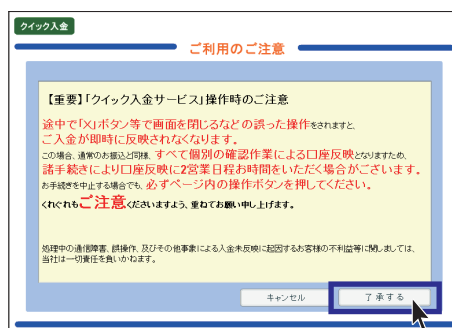 クイック入金
ご利用のご注意
【重要】「クイック入金サービス」操作時のご注意
途中で「X」ボタン等で画面を閉じるなどの誤った操作をされますと、
ご入金が即時に反映されなくなります。
この場合、通常のお振込と同様、すべて個別の確認作業による口座反映となりますため、
諸手続きにより口座反映に2営業日程お時間をいただく場合がございます。
お手続きを中止する場合でも、必ずページ内の操作ボタンを押してください。
くれぐれもご注意くださいますよう、重ねてお願い申し上げます。
処理中の通信障害、誤操作、及びその他事象による入金未反映に起因するお客様の不利益等に関しましては、
当社は一切責任を負いかねます。
キャンセル
了承する